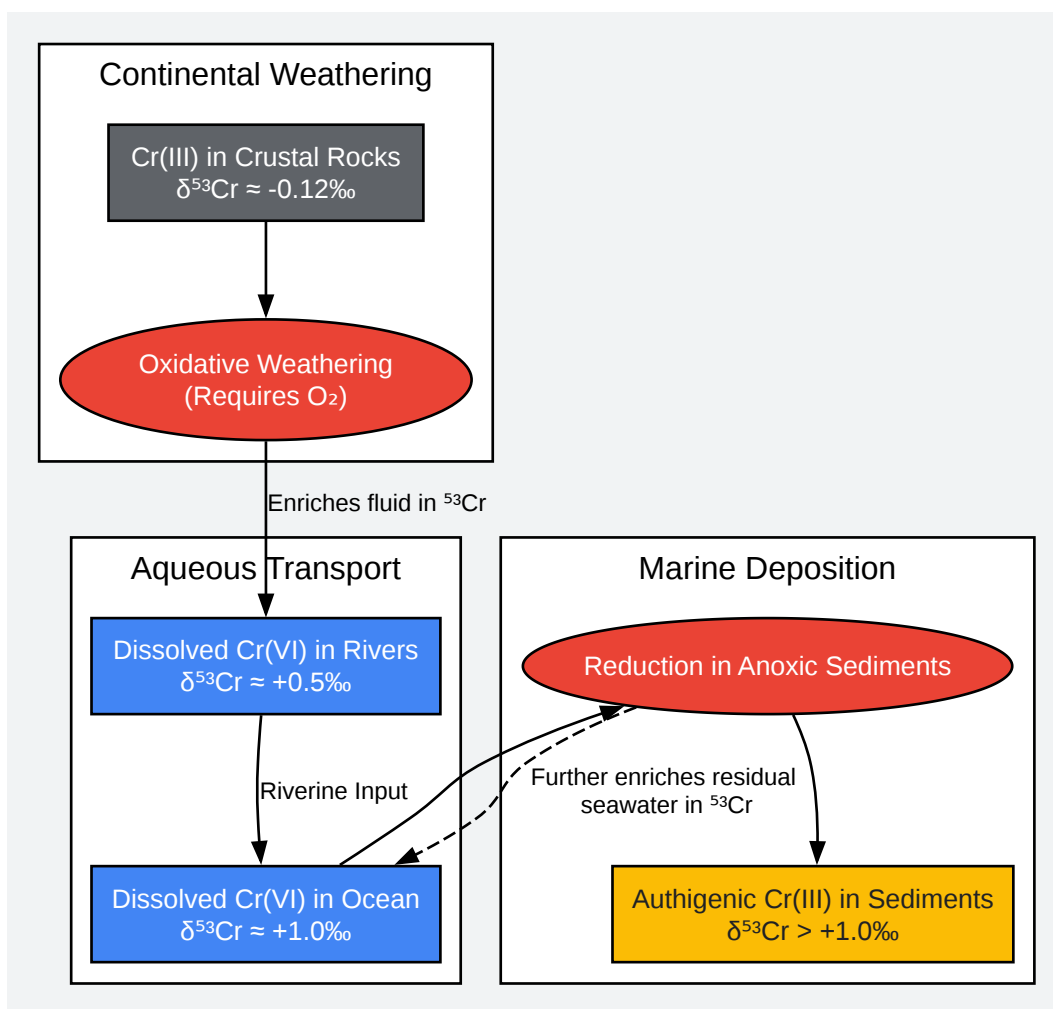 Continental Weathering
Cr(III) in Crustal Rocks
δ⁵³Cr ≈ -0.12‰
Oxidative Weathering
(Requires O₂)
Enriches fluid in ⁵³Cr
Aqueous Transport
Dissolved Cr(VI) in Rivers
δ⁵³Cr ≈ +0.5‰
Riverine Input
Dissolved Cr(VI) in Ocean
δ⁵³Cr ≈ +1.0‰
Marine Deposition
Reduction in Anoxic Sediments
Further enriches residual
seawater in ⁵³Cr
Authigenic Cr(III) in Sediments
δ⁵³Cr > +1.0‰